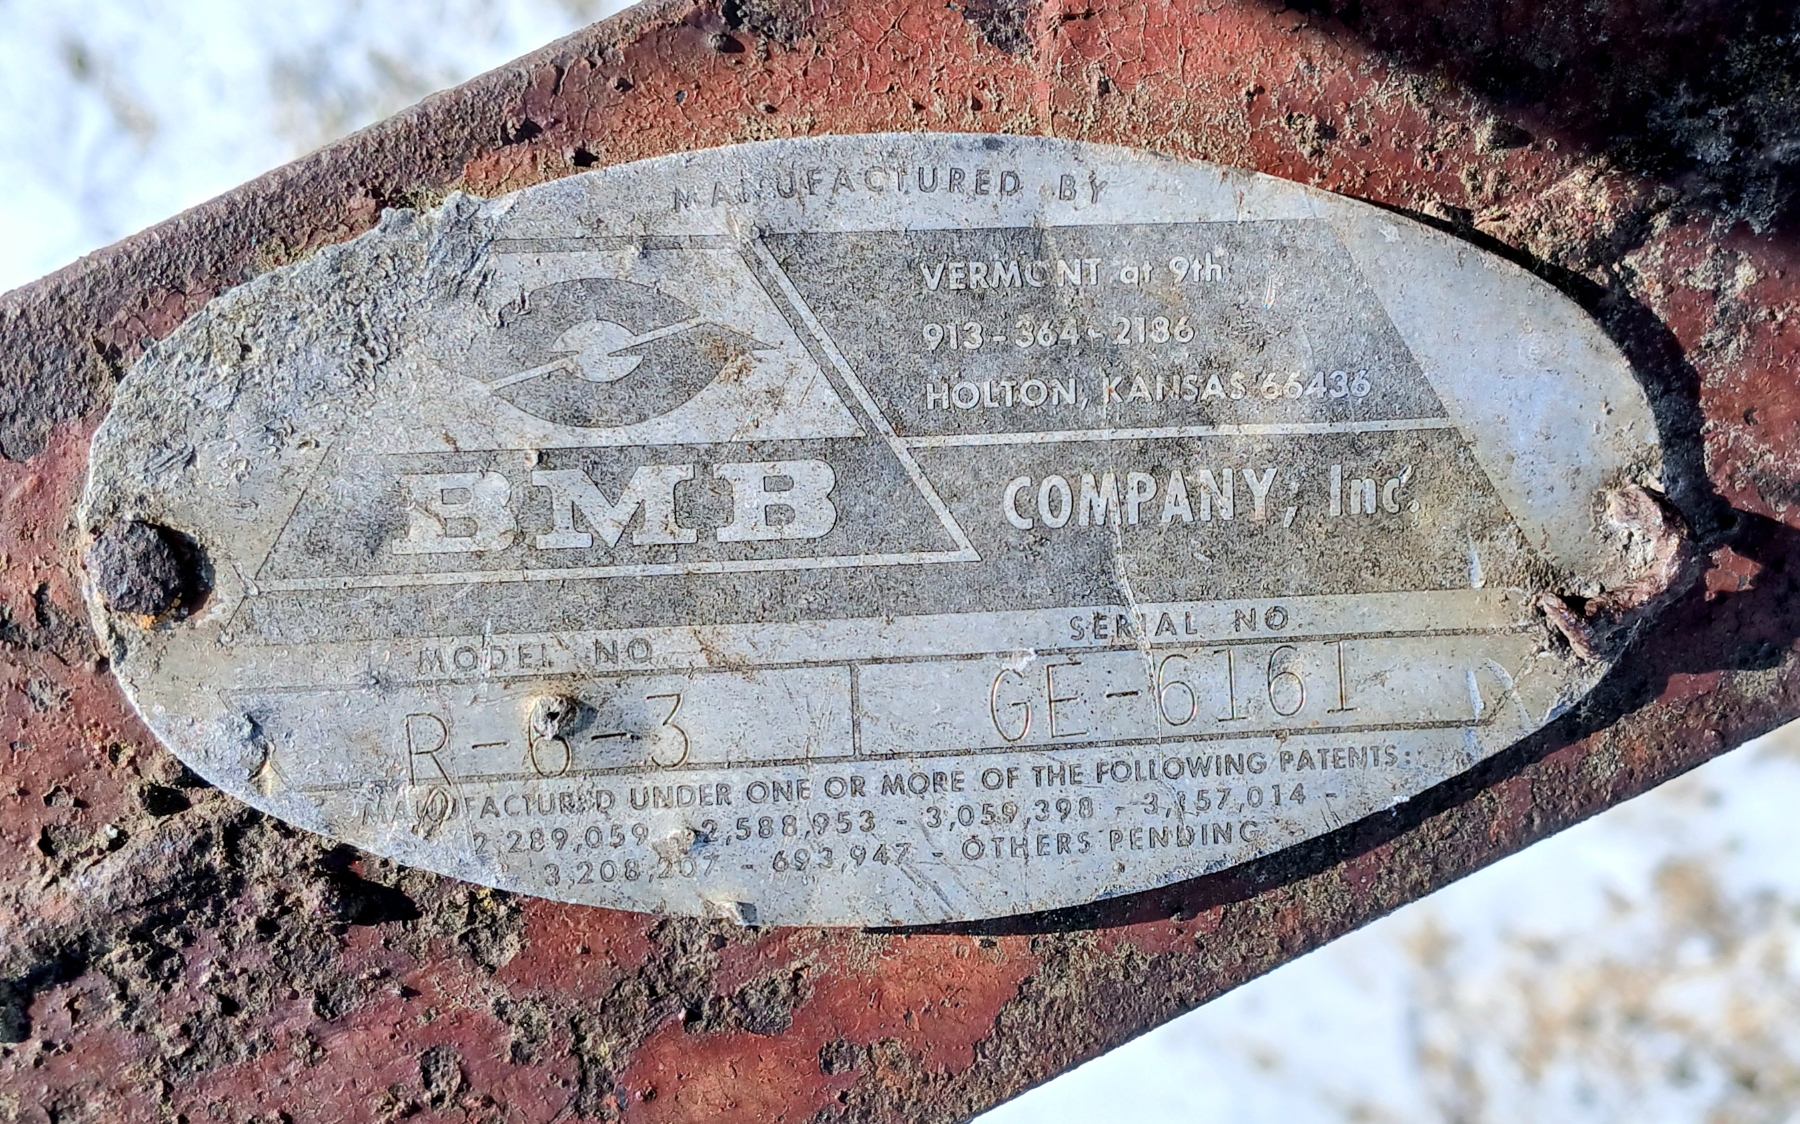 MANUFACTURED BY
VERMONT at 9th
913-364-2186
HOLTON, KANSAS 66436
BMB COMPANY, Inc.
MODEL NO. SERIAL NO
R-6-3 GE-6161
MANUFACTURED UNDER ONE OR MORE OF THE FOLLOWING PATENTS:
2,289,059 - 2,588,953 - 3,059,398 - 3,157,014 -
3,208,207 - 693,947 - OTHERS PENDING